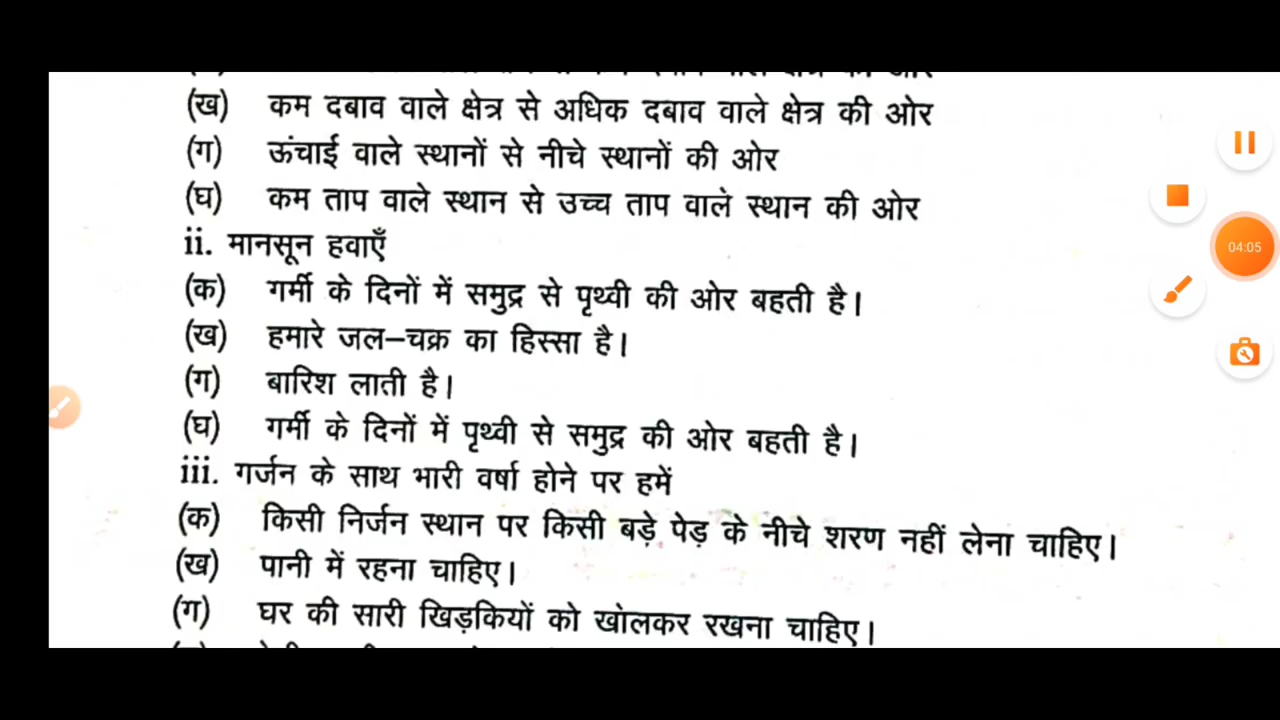 (ख) कम दबाव वाले क्षेत्र से अधिक दबाव वाले क्षेत्र की ओर
(ग) ऊंचाई वाले स्थानों से नीचे स्थानों की ओर
(घ) कम ताप वाले स्थान से उच्च ताप वाले स्थान की ओर
ii. मानसून हवाएँ
(क) गर्मी के दिनों में समुद्र से पृथ्वी की ओर बहती है।
(ख) हमारे जल-चक्र का हिस्सा है।
(ग) बारिश लाती है।
(घ) गर्मी के दिनों में पृथ्वी से समुद्र की ओर बहती है।
iii. गर्जन के साथ भारी वर्षा होने पर हमें
(क) किसी निर्जन स्थान पर किसी बड़े पेड़ के नीचे शरण नहीं लेना चाहिए।
(ख) पानी में रहना चाहिए।
(ग) घर की सारी खिड़कियों को खोलकर रखना चाहिए।
04:05